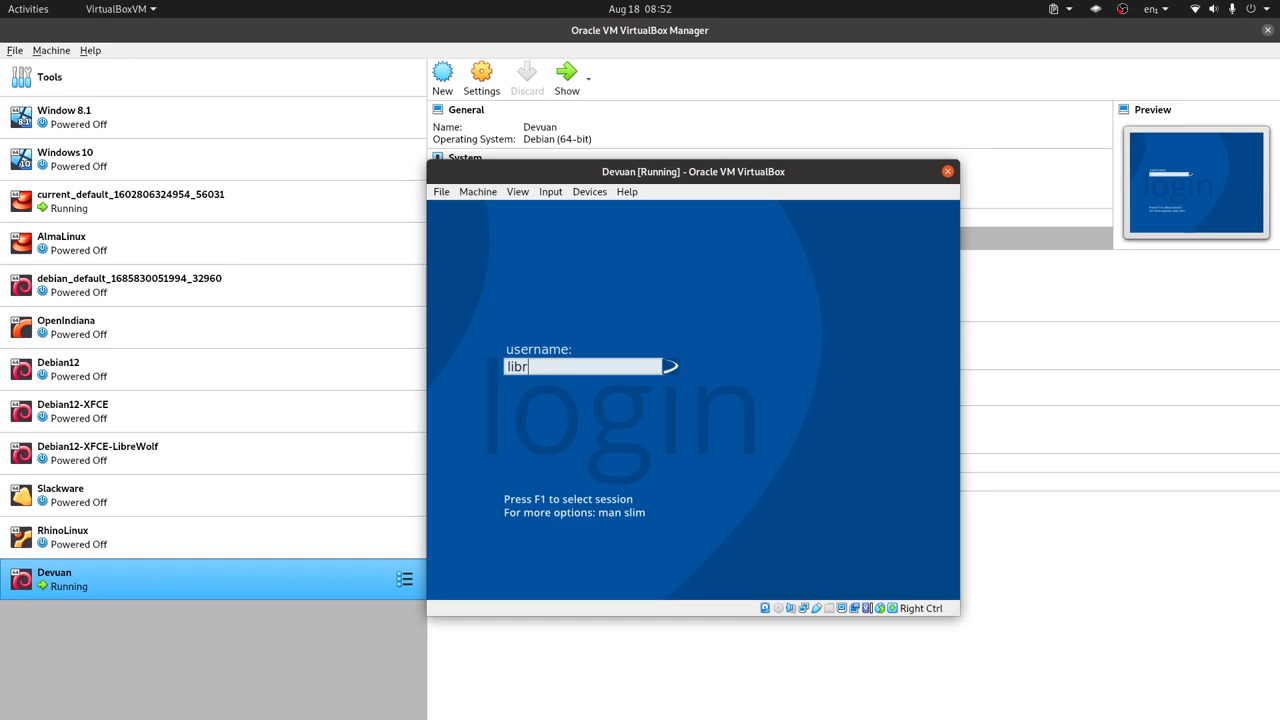 Activities VirtualBoxVM Aug 18 08:52 en₁
Oracle VM VirtualBox Manager
File Machine Help
Tools
New Settings Discard Show
Window 8.1
Powered Off
Windows 10
Powered Off
current_default_1602806324954_56031
Running
AlmaLinux
Powered Off
debian_default_1685830051994_32960
Powered Off
OpenIndiana
Powered Off
Debian12
Powered Off
Debian12-XFCE
Powered Off
Debian12-XFCE-LibreWolf
Powered Off
Slackware
Powered Off
RhinoLinux
Powered Off
Devuan
Running
General
Name: Devuan
Operating System: Debian (64-bit)
System
Preview
login
Devuan [Running] - Oracle VM VirtualBox
File Machine View Input Devices Help
username:
libr
login
Press F1 to select session
For more options: man slim
Right Ctrl